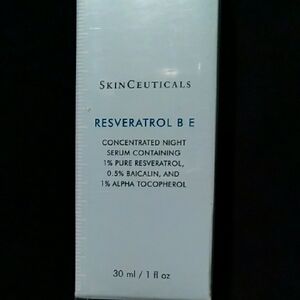 SKINCEUTICALS
RESVERATROL B E
CONCENTRATED NIGHT
SERUM CONTAINING
1% PURE RESVERATROL,
0.5% BAICALIN, AND
1% ALPHA TOCOPHEROL
30 ml / 1 fl oz